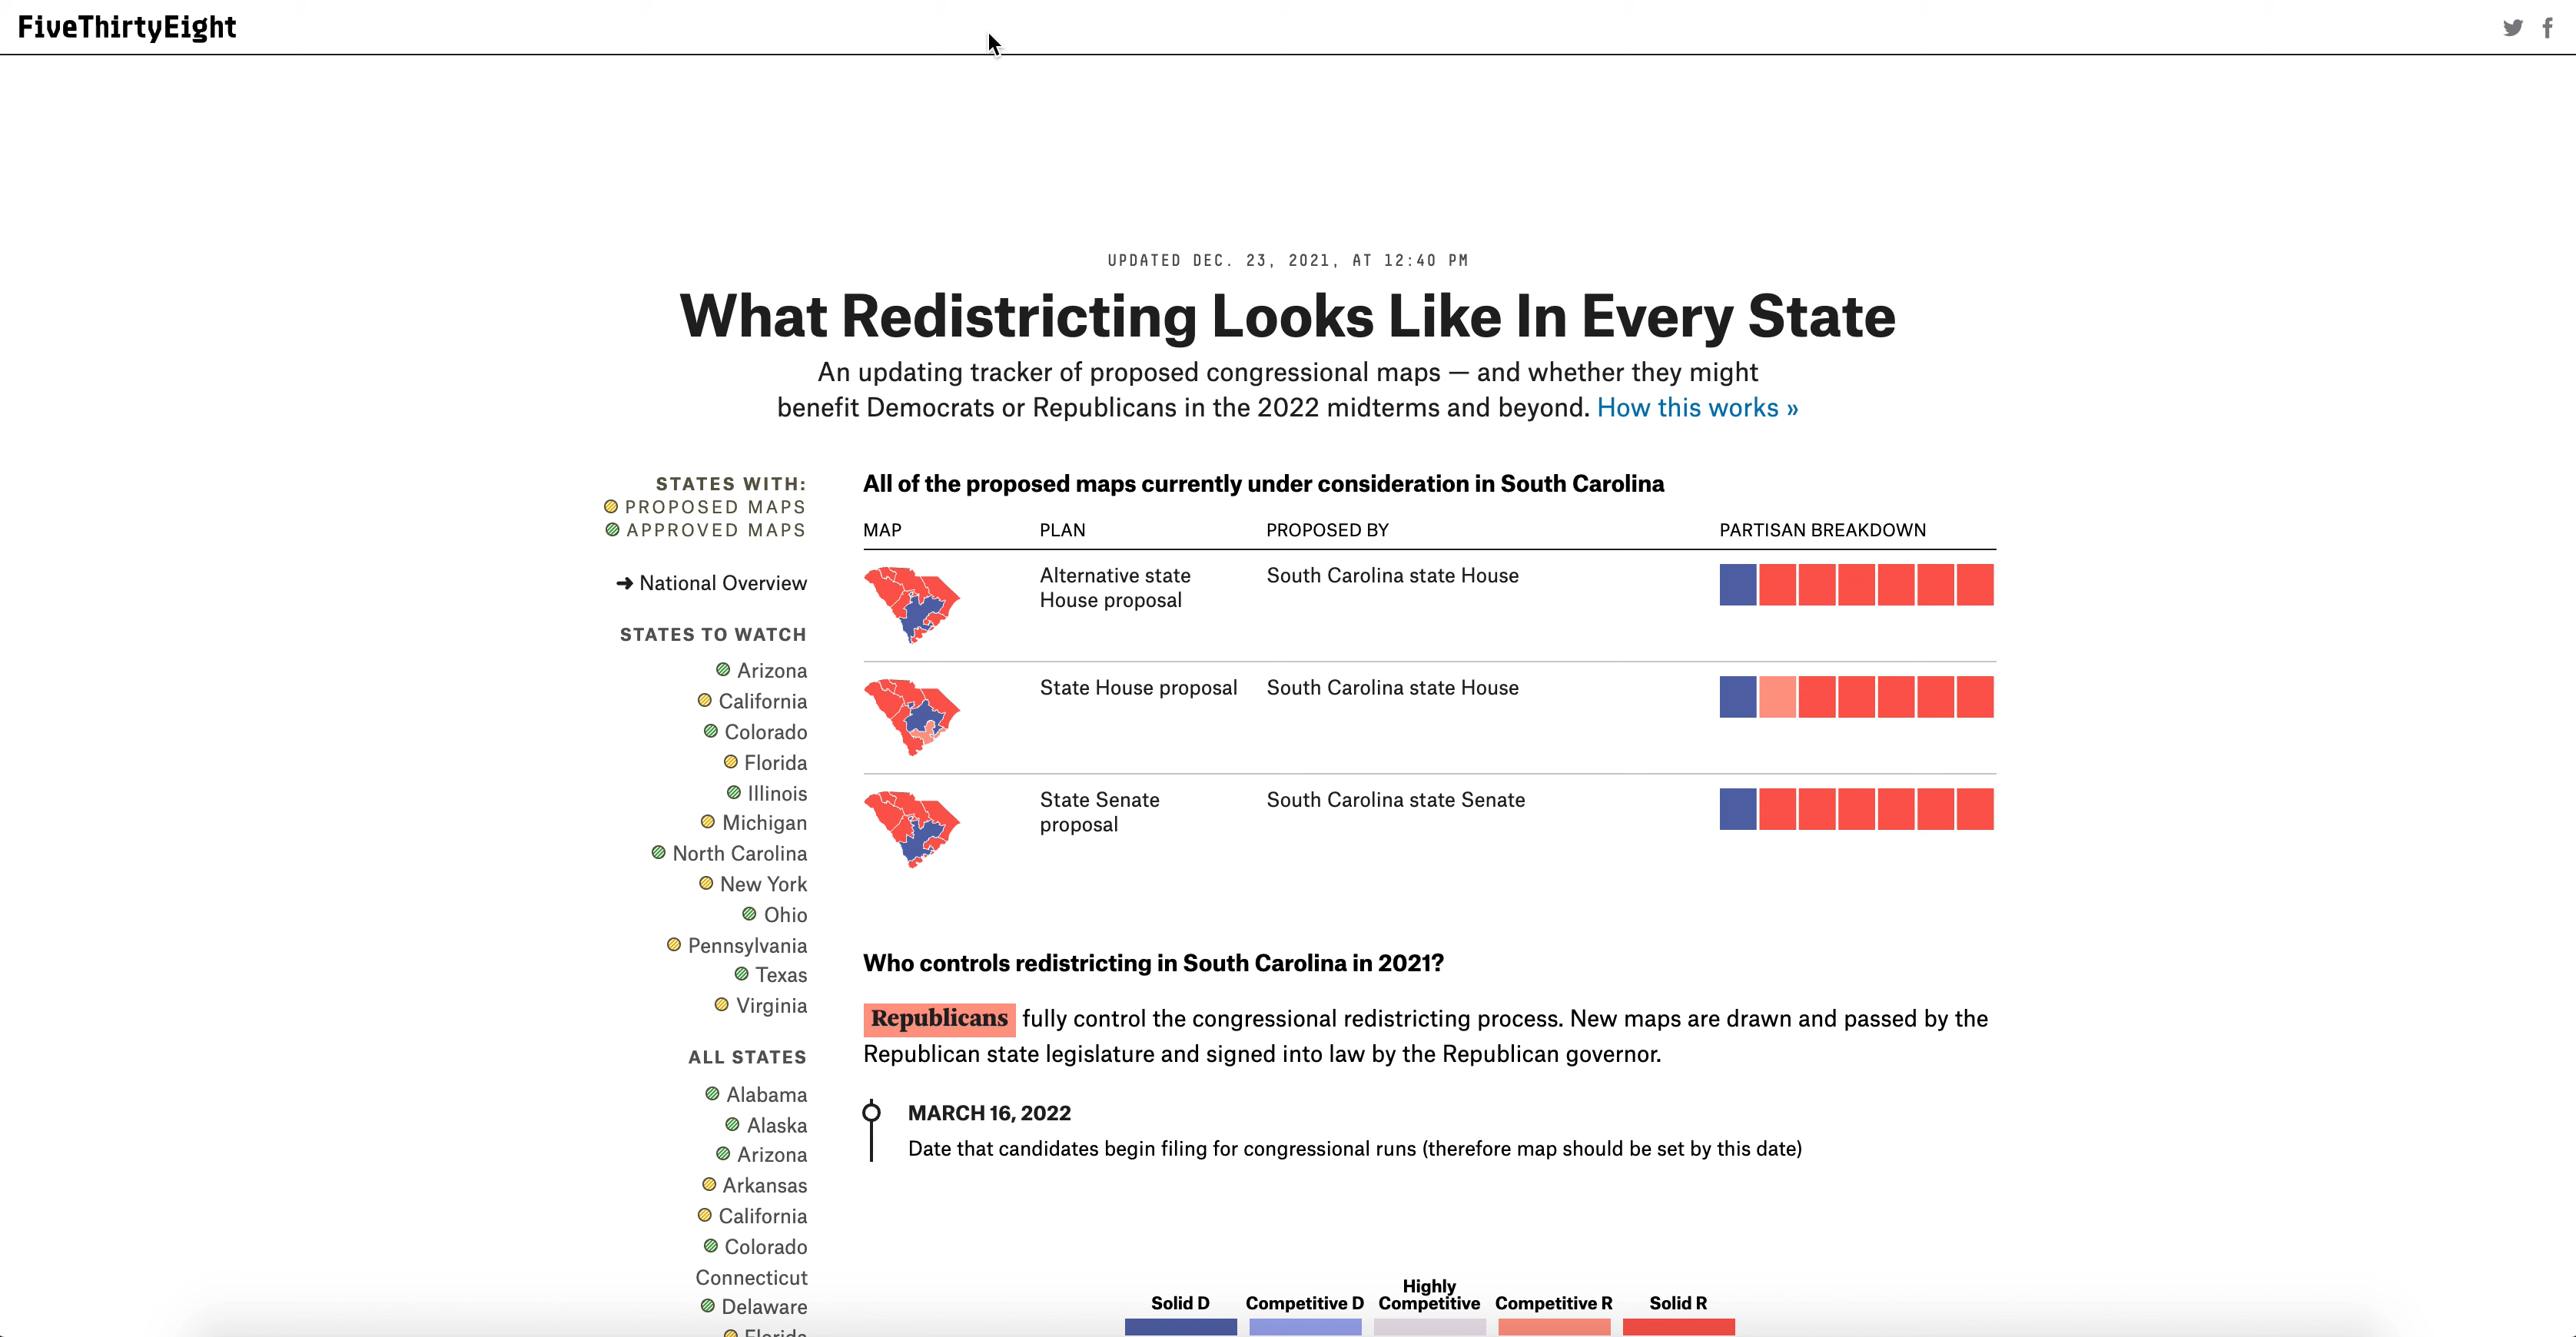 FiveThirtyEight
UPDATED DEC. 23, 2021, AT 12:40 PM
What Redistricting Looks Like In Every State
An updating tracker of proposed congressional maps — and whether they might
benefit Democrats or Republicans in the 2022 midterms and beyond. How this works »
STATES WITH:
PROPOSED MAPS
APPROVED MAPS
➜ National Overview
STATES TO WATCH
Arizona
California
Colorado
Florida
Illinois
Michigan
North Carolina
New York
Ohio
Pennsylvania
Texas
Virginia
ALL STATES
Alabama
Alaska
Arizona
Arkansas
California
Colorado
Connecticut
Delaware
Florida
All of the proposed maps currently under consideration in South Carolina
MAP PLAN PROPOSED BY PARTISAN BREAKDOWN
Alternative state South Carolina state House
House proposal
State House proposal South Carolina state House
State Senate South Carolina state Senate
proposal
Who controls redistricting in South Carolina in 2021?
Republicans fully control the congressional redistricting process. New maps are drawn and passed by the
Republican state legislature and signed into law by the Republican governor.
MARCH 16, 2022
Date that candidates begin filing for congressional runs (therefore map should be set by this date)
Highly
Solid D Competitive D Competitive Competitive R Solid R